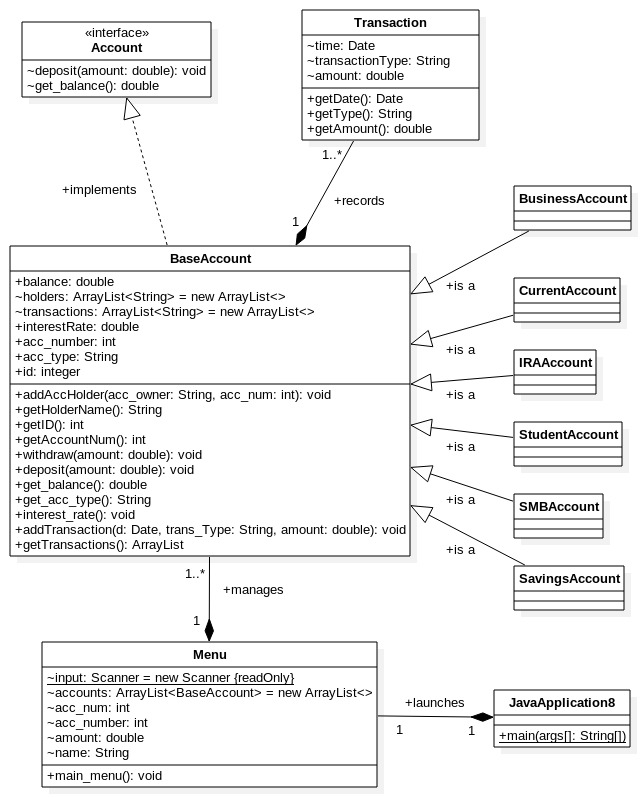 «interface»
Account
~deposit(amount: double): void
~get_balance(): double
Transaction
~time: Date
~transactionType: String
~amount: double
+getDate(): Date
+getType(): String
+getAmount(): double
1..*
+implements
+records
1
BusinessAccount
BaseAccount
+balance: double
~holders: ArrayList<String> = new ArrayList<>
~transactions: ArrayList<String> = new ArrayList<>
+interestRate: double
+acc_number: int
+acc_type: String
+id: integer
+addAccHolder(acc_owner: String, acc_num: int): void
+getHolderName(): String
+getID(): int
+getAccountNum(): int
+withdraw(amount: double): void
+deposit(amount: double): void
+get_balance(): double
+get_acc_type(): String
+interest_rate(): void
+addTransaction(d: Date, trans_Type: String, amount: double): void
+getTransactions(): ArrayList
+is a
CurrentAccount
+is a
IRAAccount
+is a
StudentAccount
+is a
SMBAccount
+is a
SavingsAccount
+is a
1..*
+manages
1
Menu
~input: Scanner = new Scanner {readOnly}
~accounts: ArrayList<BaseAccount> = new ArrayList<>
~acc_num: int
~acc_number: int
~amount: double
~name: String
+main_menu(): void
+launches
1
1
JavaApplication8
+main(args[]: String[])